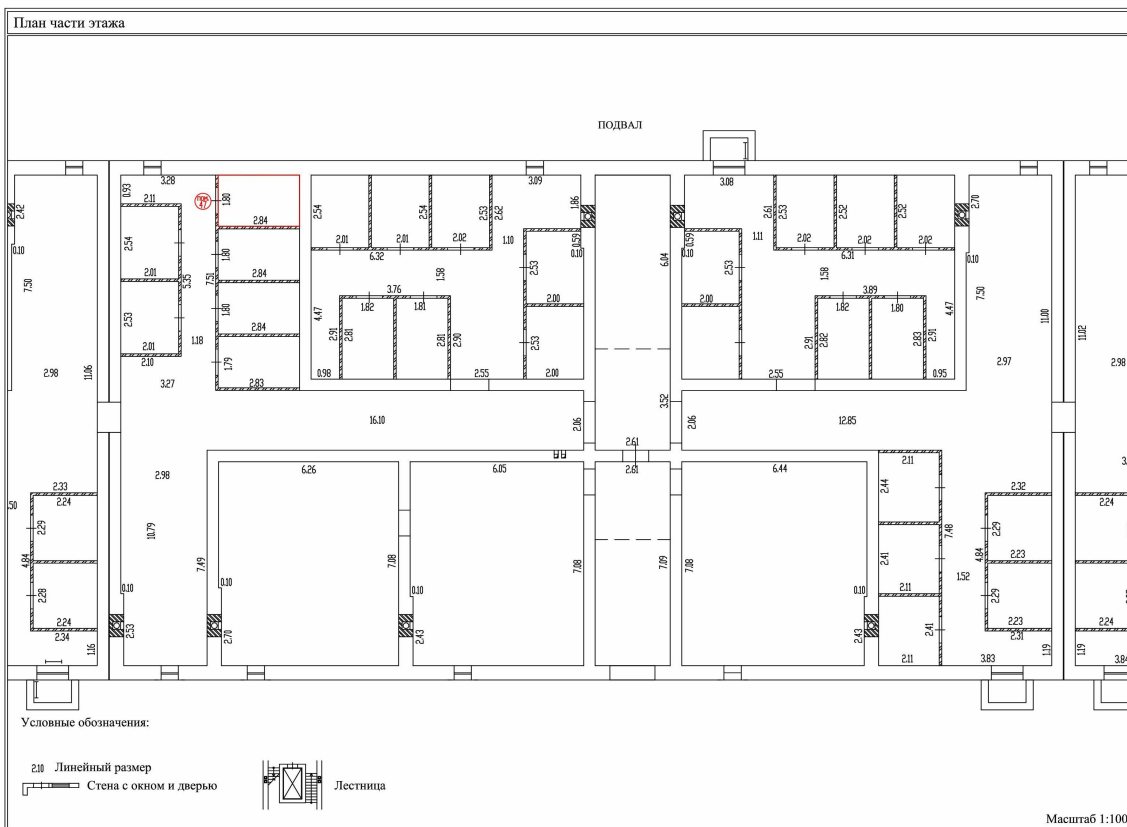 План части этажа
ПОДВАЛ
3.28 3.09 3.08
0.93 2.11 пом. 47 1.80 2.84
2.42 0.10 7.50
2.54 2.01 5.35 7.51 1.80 2.84
2.53 2.01 2.10 1.18 1.80 2.84
3.27 1.79 2.83
2.54 2.01 2.54 2.01 2.53 2.02 2.62 1.10 1.86 0.59 0.10
6.32 1.58 2.53 2.00
3.76 1.82 1.81
4.47 2.91 2.81 2.81 2.90 2.53
0.98 2.55 2.00
6.04 3.52 2.61 2.61
0.59 0.10 2.53 2.00 1.11
2.61 2.53 2.02 2.52 2.02 2.52 2.02
6.31 1.58
3.89 1.82 1.80
2.91 2.82 2.83 2.91 4.47
2.55 0.95
2.70 0.10 7.50 11.00 2.97
11.02 2.98
2.98 11.06
16.10 2.06 2.06 12.85
2.98 10.79 7.49 0.10 2.53
6.26 0.10 2.70 7.08
6.05 2.43 7.08
7.09
6.44 7.08 0.10 2.43
2.11 2.44 7.48
2.41 2.11 1.52
2.41 2.11 3.83
2.32 2.29 4.84 2.23
2.29 2.23 2.31 1.19
2.33 2.24 2.29 4.84
2.28 2.24 2.34 1.16
2.24 2.24 1.19 3.84
Условные обозначения:
2.10 Линейный размер
Стена с окном и дверью
Лестница
Масштаб 1:100